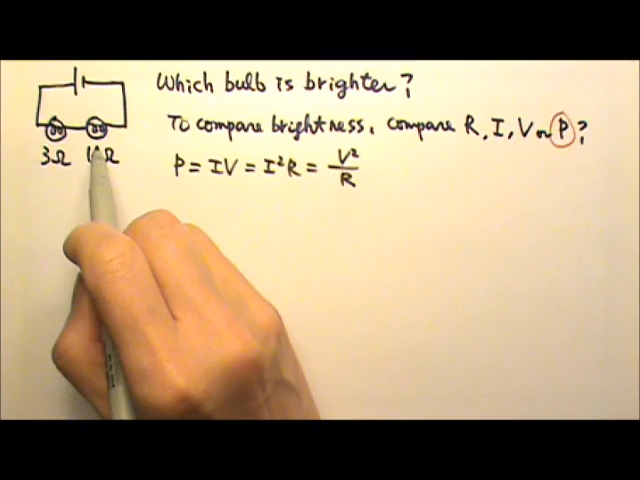 Which bulb is brighter?
To compare brightness, compare R, I, V or P?
3Ω
P = IV = I²R = V²/R